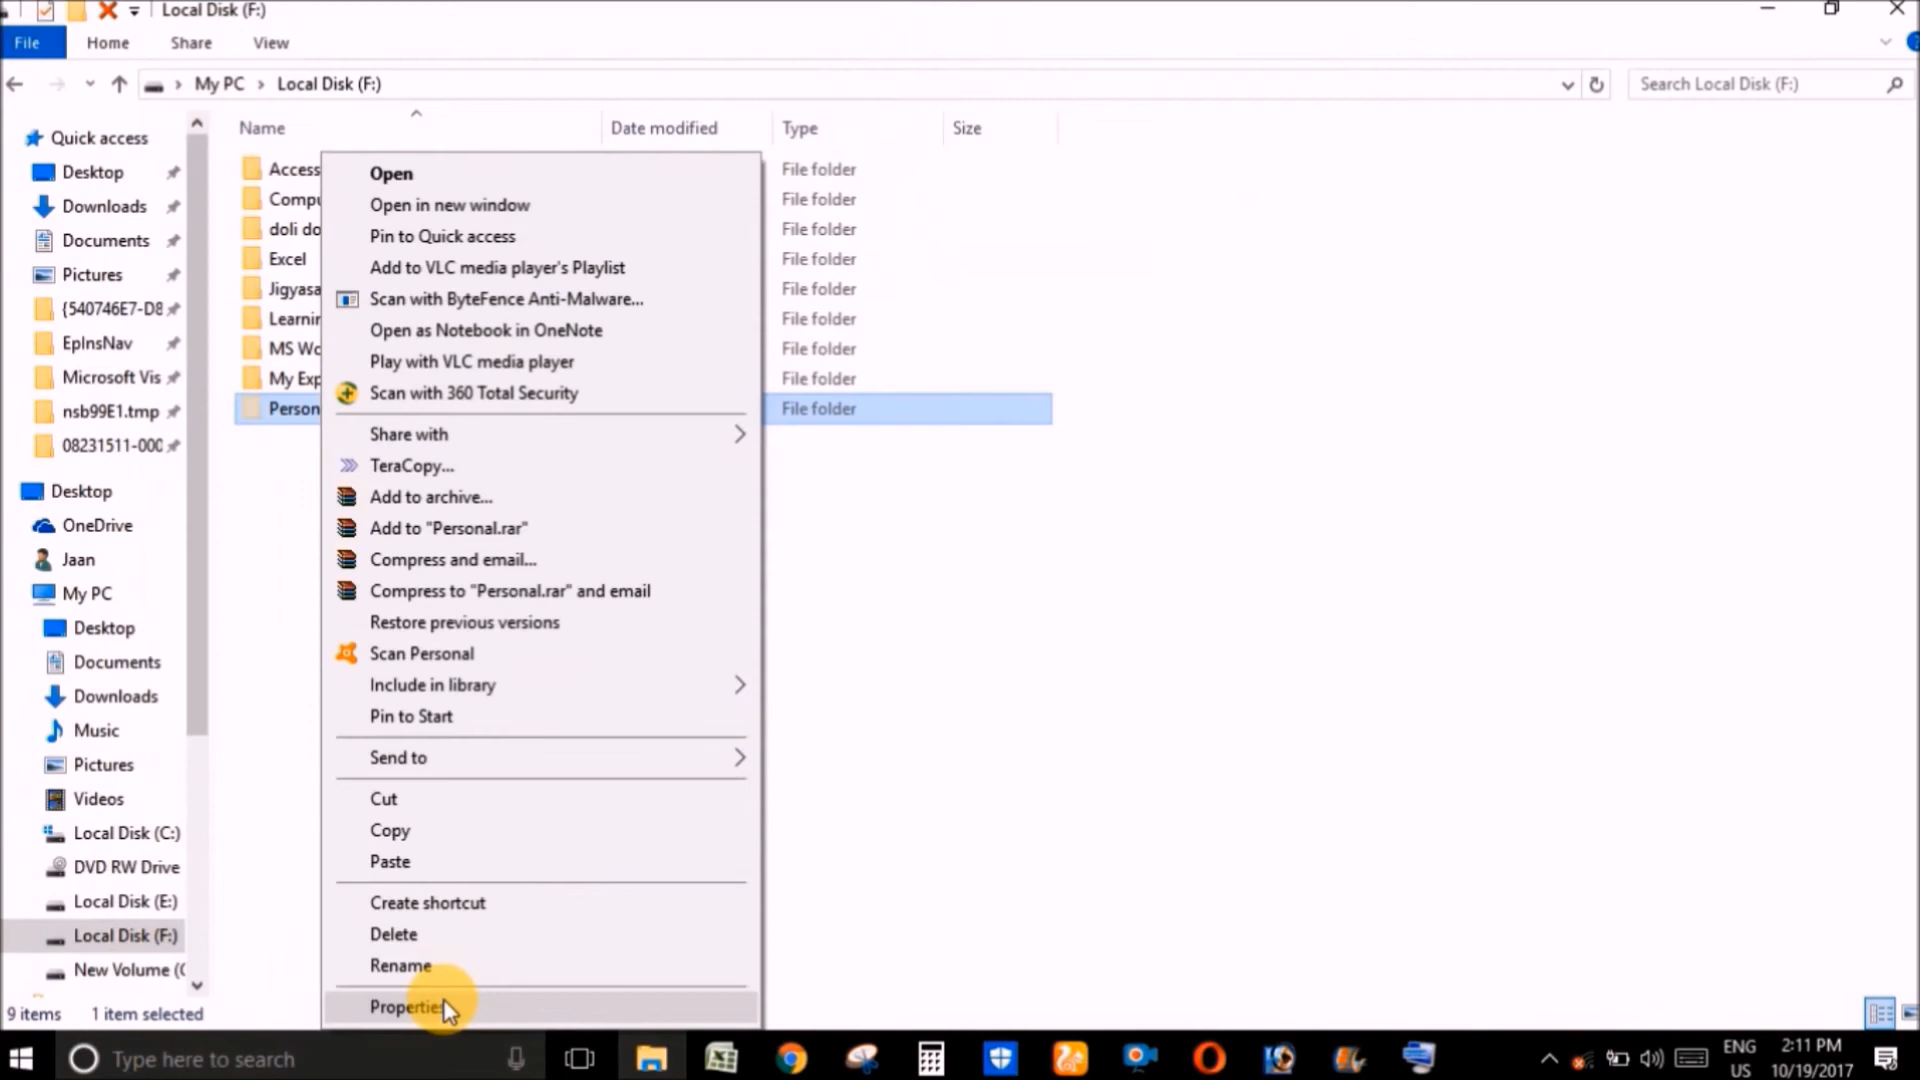 Local Disk (F:)
File Home Share View
My PC > Local Disk (F:)
Search Local Disk (F:)
Name Date modified Type Size
Quick access
Desktop
Downloads
Documents
Pictures
{540746E7-D8
EpInsNav
Microsoft Vis
nsb99E1.tmp
08231511-000
Desktop
OneDrive
Jaan
My PC
Desktop
Documents
Downloads
Music
Pictures
Videos
Local Disk (C:)
DVD RW Drive
Local Disk (E:)
Local Disk (F:)
New Volume (
Access File folder
Compu File folder
doli do File folder
Excel File folder
Jigyasa File folder
Learnin File folder
MS Wo File folder
My Exp File folder
Person File folder
Open
Open in new window
Pin to Quick access
Add to VLC media player's Playlist
Scan with ByteFence Anti-Malware...
Open as Notebook in OneNote
Play with VLC media player
Scan with 360 Total Security
Share with
TeraCopy...
Add to archive...
Add to "Personal.rar"
Compress and email...
Compress to "Personal.rar" and email
Restore previous versions
Scan Personal
Include in library
Pin to Start
Send to
Cut
Copy
Paste
Create shortcut
Delete
Rename
Properties
9 items 1 item selected
Type here to search
ENG
US
2:11 PM
10/19/2017